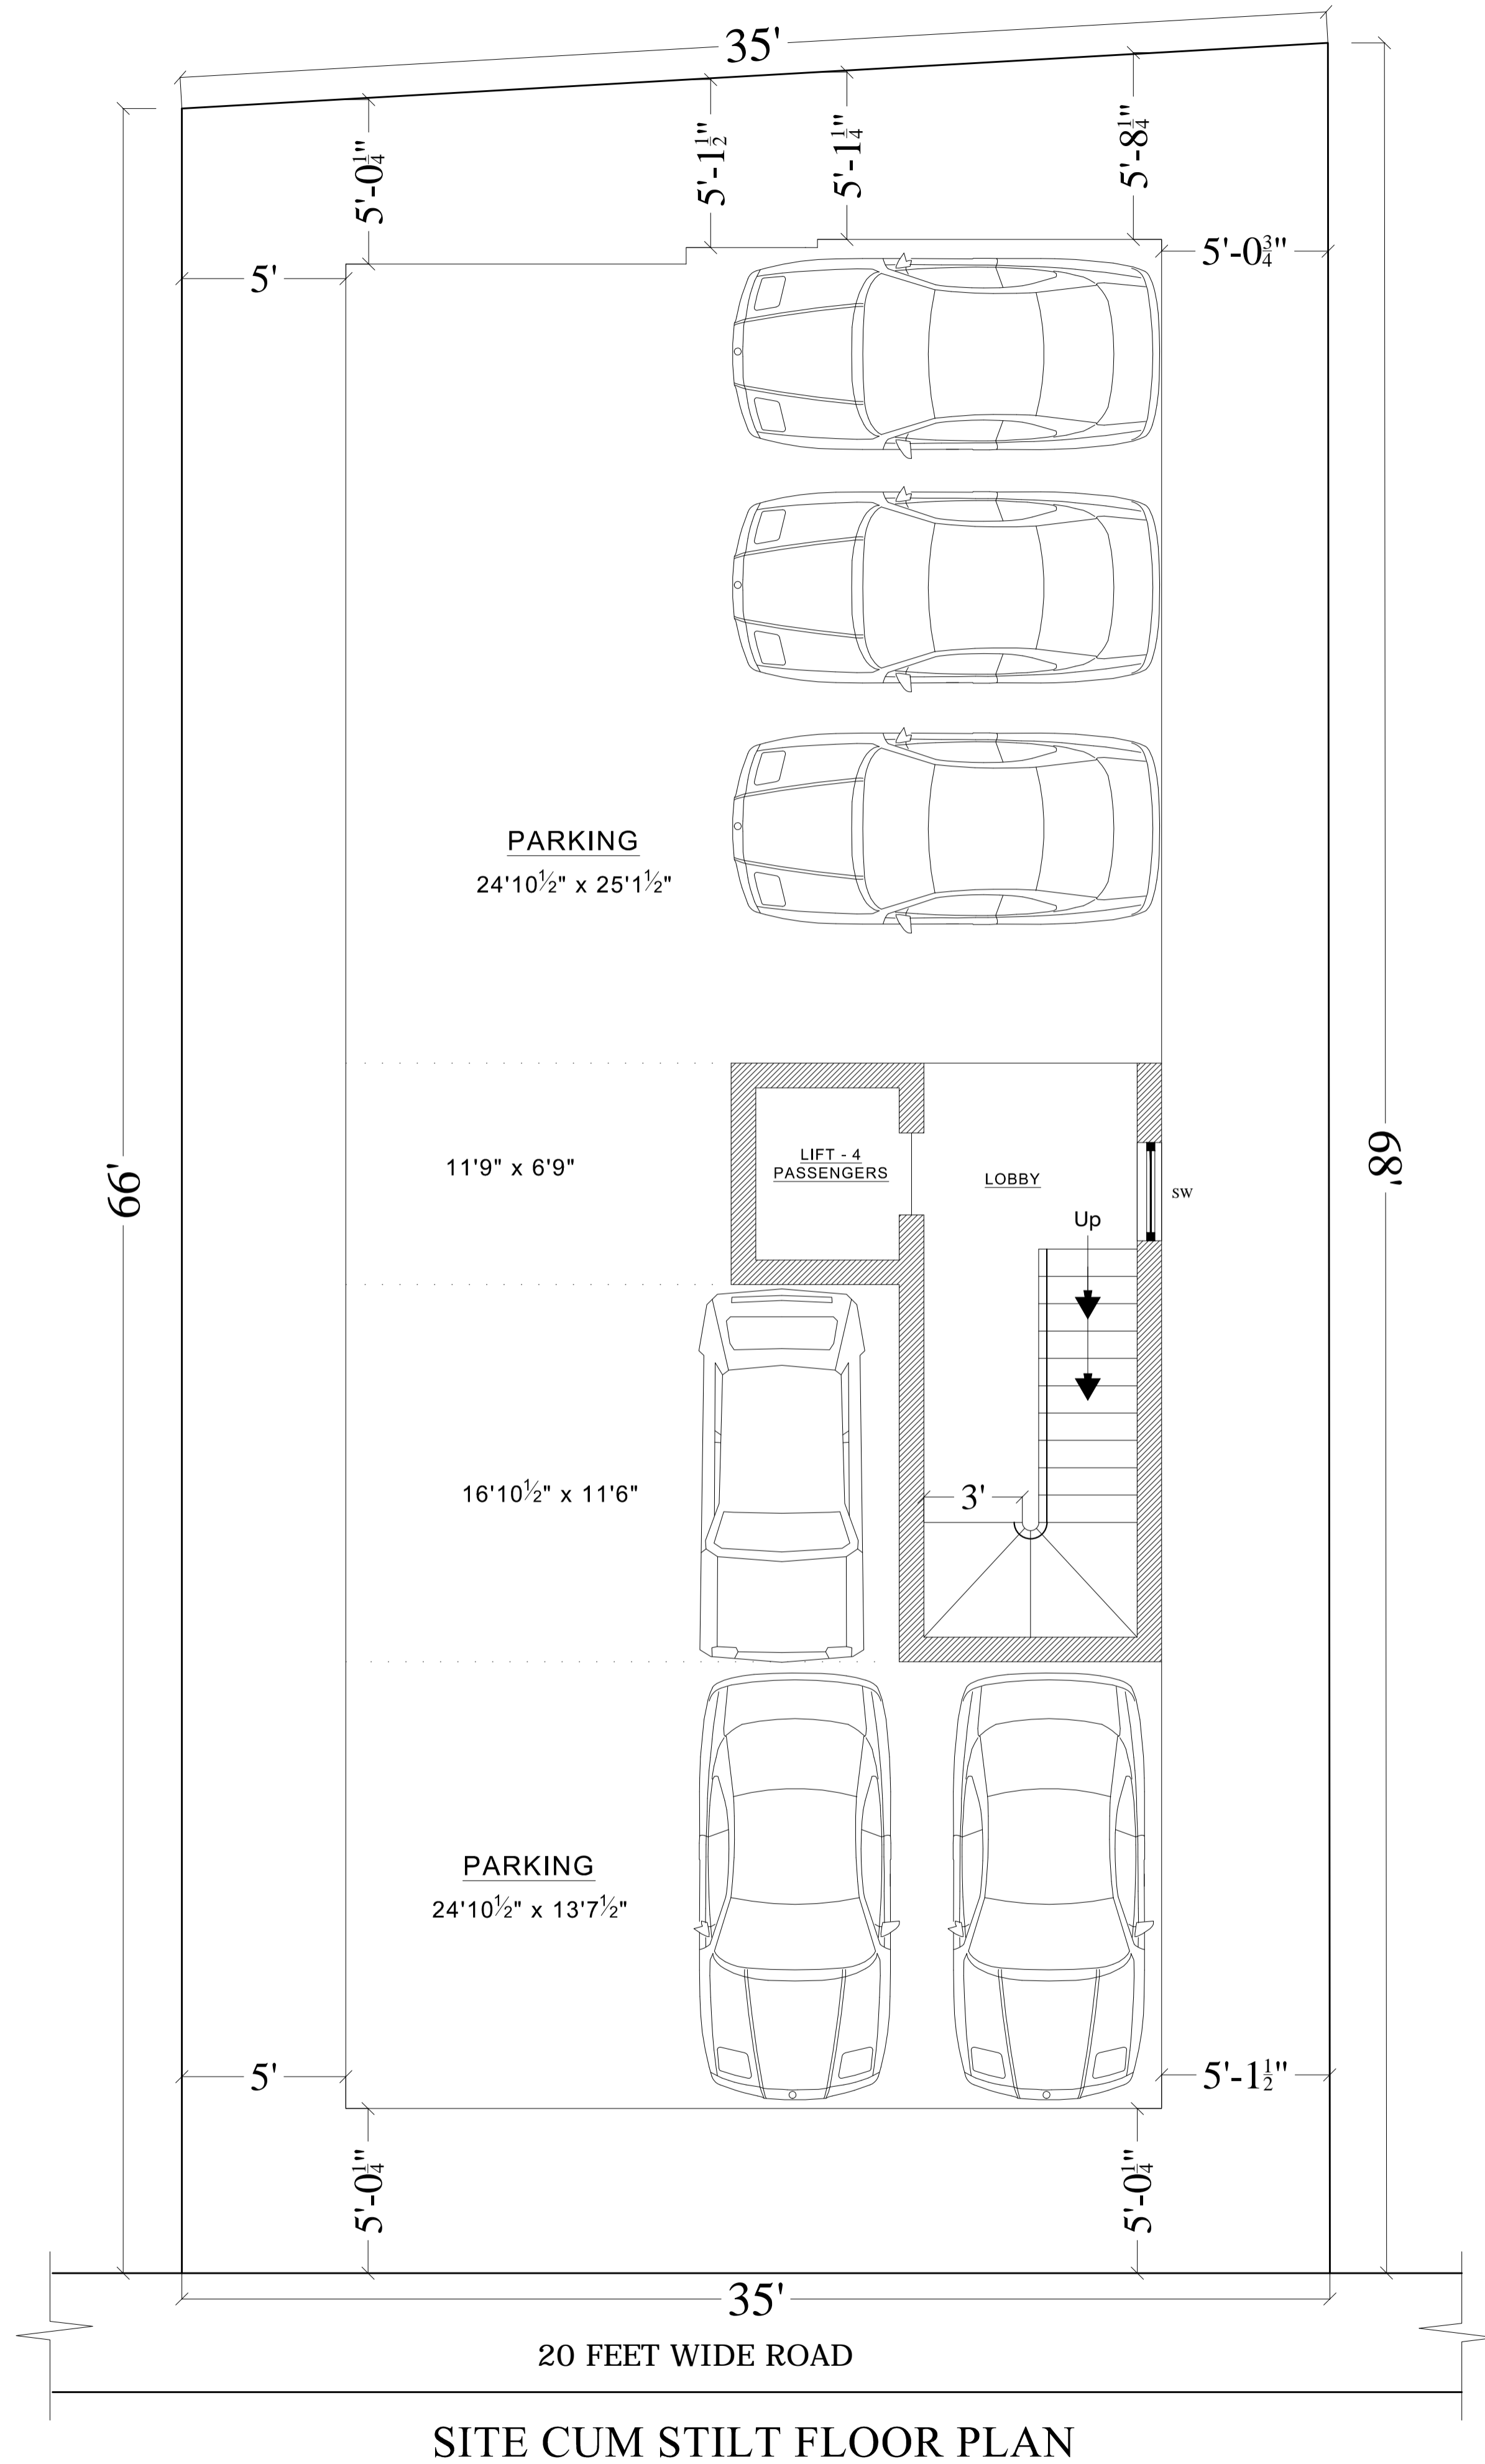 35'
5'-0¼"
5'-1½"
5'-1¼"
5'-8¼"
5'
5'-0¾"
PARKING
24'10½" x 25'1½"
66'
68'
11'9" x 6'9"
LIFT - 4
PASSENGERS
LOBBY
SW
Up
16'10½" x 11'6"
3'
PARKING
24'10½" x 13'7½"
5'
5'-1½"
5'-0¼"
5'-0¼"
35'
20 FEET WIDE ROAD
SITE CUM STILT FLOOR PLAN